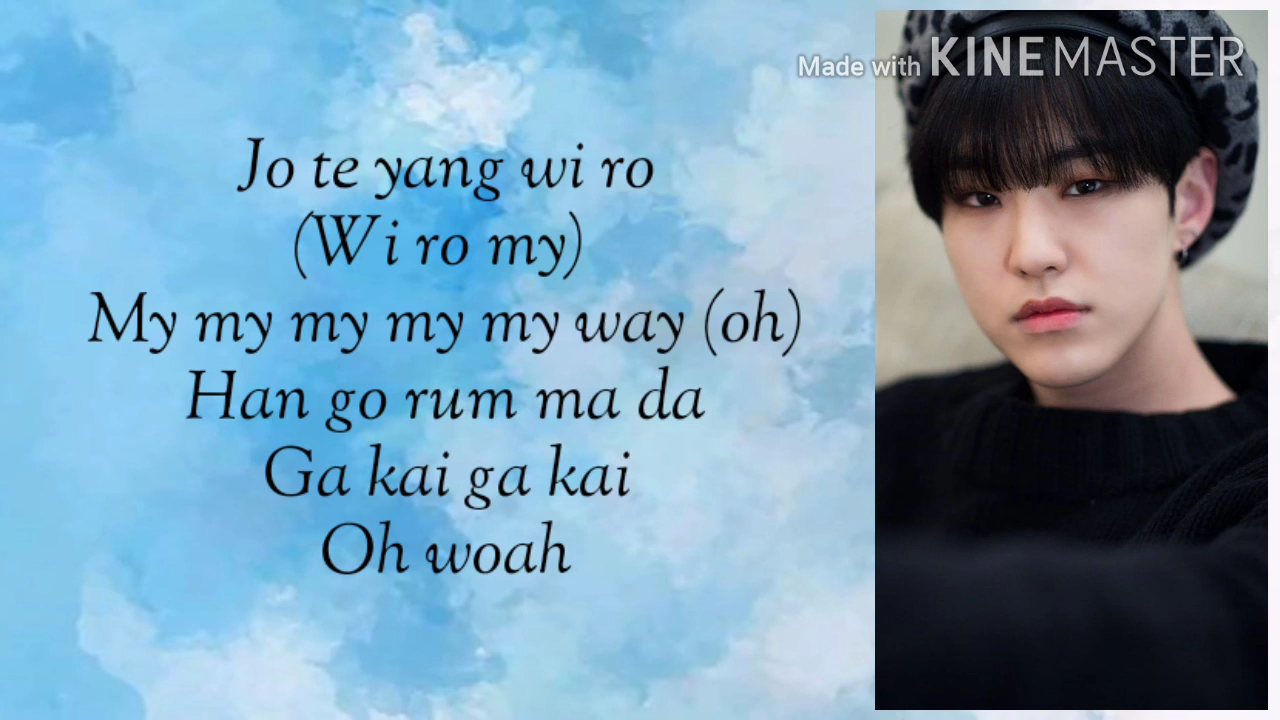 Made with KINEMASTER
Jo te yang wi ro
(Wi ro my)
My my my my my way (oh)
Han go rum ma da
Ga kai ga kai
Oh woah